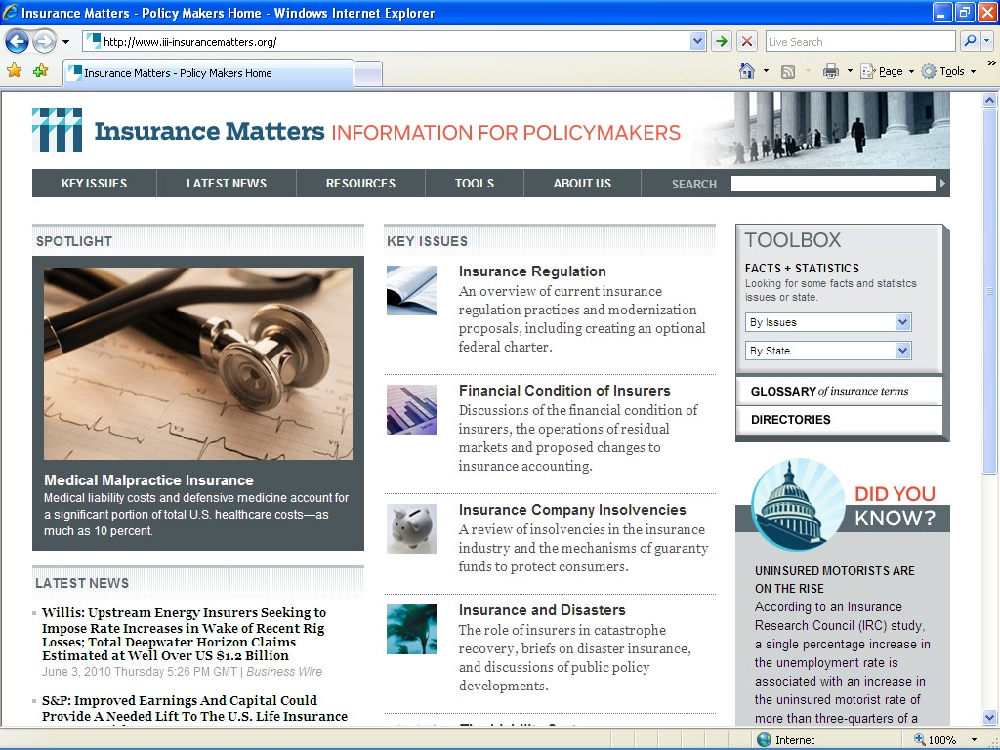 Insurance Matters - Policy Makers Home - Windows Internet Explorer
http://www.iii-insurancematters.org/
Live Search
Insurance Matters - Policy Makers Home
Page
Tools
iii Insurance Matters INFORMATION FOR POLICYMAKERS
KEY ISSUES LATEST NEWS RESOURCES TOOLS ABOUT US SEARCH
SPOTLIGHT
Medical Malpractice Insurance
Medical liability costs and defensive medicine account for
a significant portion of total U.S. healthcare costs—as
much as 10 percent.
LATEST NEWS
Willis: Upstream Energy Insurers Seeking to
Impose Rate Increases in Wake of Recent Rig
Losses; Total Deepwater Horizon Claims
Estimated at Well Over US $1.2 Billion
June 3, 2010 Thursday 5:26 PM GMT | Business Wire
S&P: Improved Earnings And Capital Could
Provide A Needed Lift To The U.S. Life Insurance
KEY ISSUES
Insurance Regulation
An overview of current insurance
regulation practices and modernization
proposals, including creating an optional
federal charter.
Financial Condition of Insurers
Discussions of the financial condition of
insurers, the operations of residual
markets and proposed changes to
insurance accounting.
Insurance Company Insolvencies
A review of insolvencies in the insurance
industry and the mechanisms of guaranty
funds to protect consumers.
Insurance and Disasters
The role of insurers in catastrophe
recovery, briefs on disaster insurance,
and discussions of public policy
developments.
TOOLBOX
FACTS + STATISTICS
Looking for some facts and statistcs
issues or state.
By Issues
By State
GLOSSARY of insurance terms
DIRECTORIES
DID YOU
KNOW?
UNINSURED MOTORISTS ARE
ON THE RISE
According to an Insurance
Research Council (IRC) study,
a single percentage increase in
the unemployment rate is
associated with an increase in
the uninsured motorist rate of
more than three-quarters of a
Internet
100%